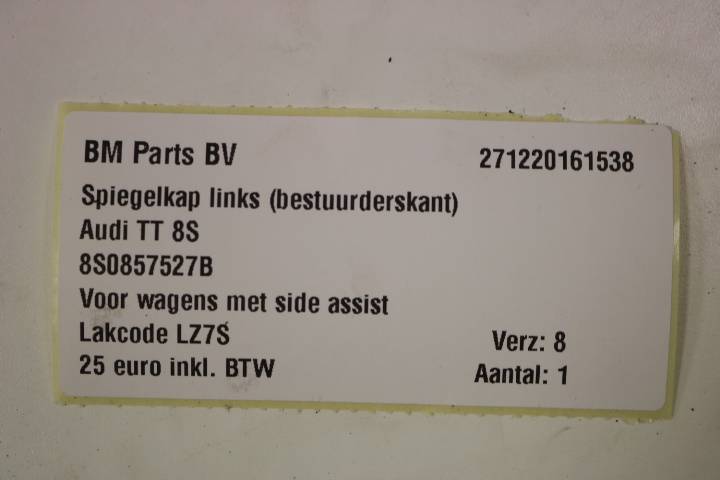 BM Parts BV 271220161538
Spiegelkap links (bestuurderskant)
Audi TT 8S
8S0857527B
Voor wagens met side assist
Lakcode LZ7S Verz: 8
25 euro inkl. BTW Aantal: 1